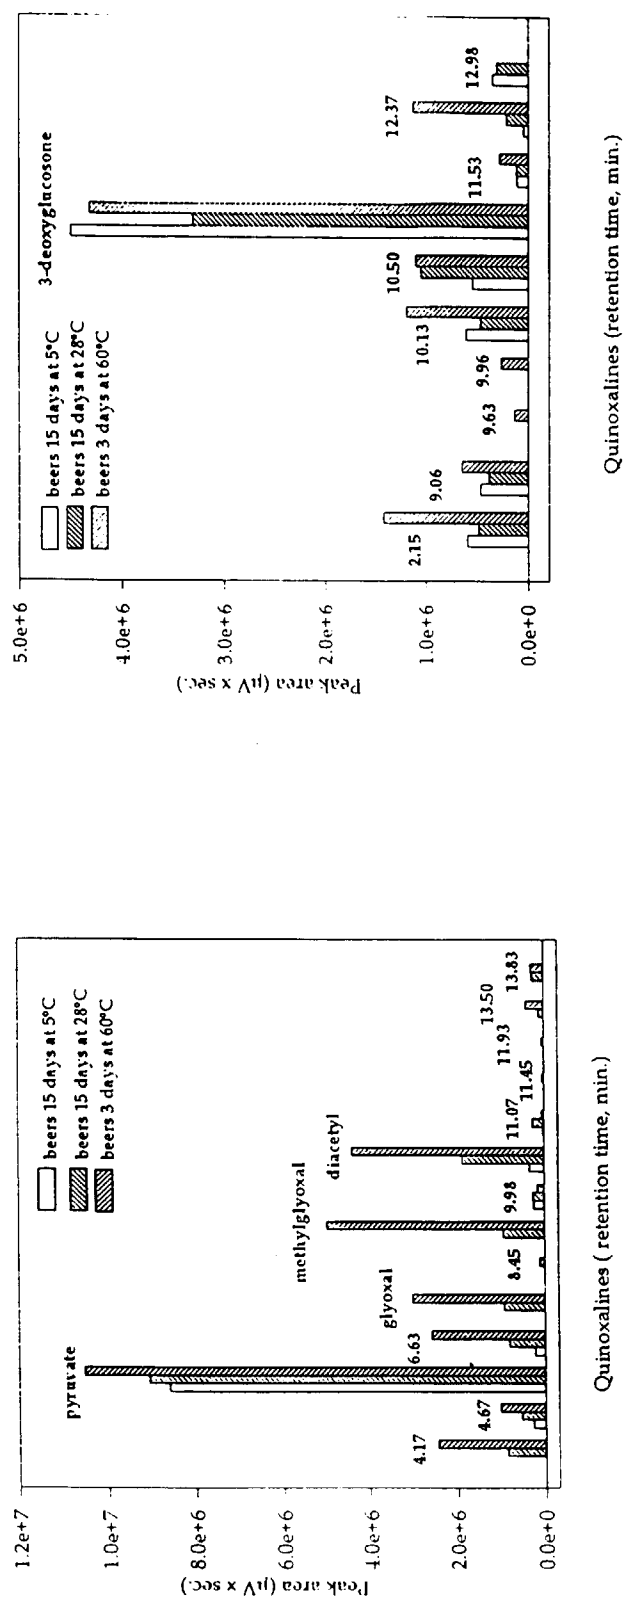 1.2e+7
1.0e+7
8.0e+6
6.0e+6
4.0e+6
2.0e+6
0.0e+0
Peak area (µV x sec.)
beers 15 days at 5°C
beers 15 days at 28°C
beers 3 days at 60°C
4.17
4.67
pyruvate
6.63
glyoxal
8.45
methylglyoxal
9.98
diacetyl
11.07
11.45
11.93
13.50
13.83
Quinoxalines ( retention time, min.)
5.0e+6
4.0e+6
3.0e+6
2.0e+6
1.0e+6
0.0e+0
Peak area (µV x sec.)
beers 15 days at 5°C
beers 15 days at 28°C
beers 3 days at 60°C
2.15
9.06
9.63
9.96
10.13
10.50
3-deoxyglucosone
11.53
12.37
12.98
Quinoxalines (retention time, min.)